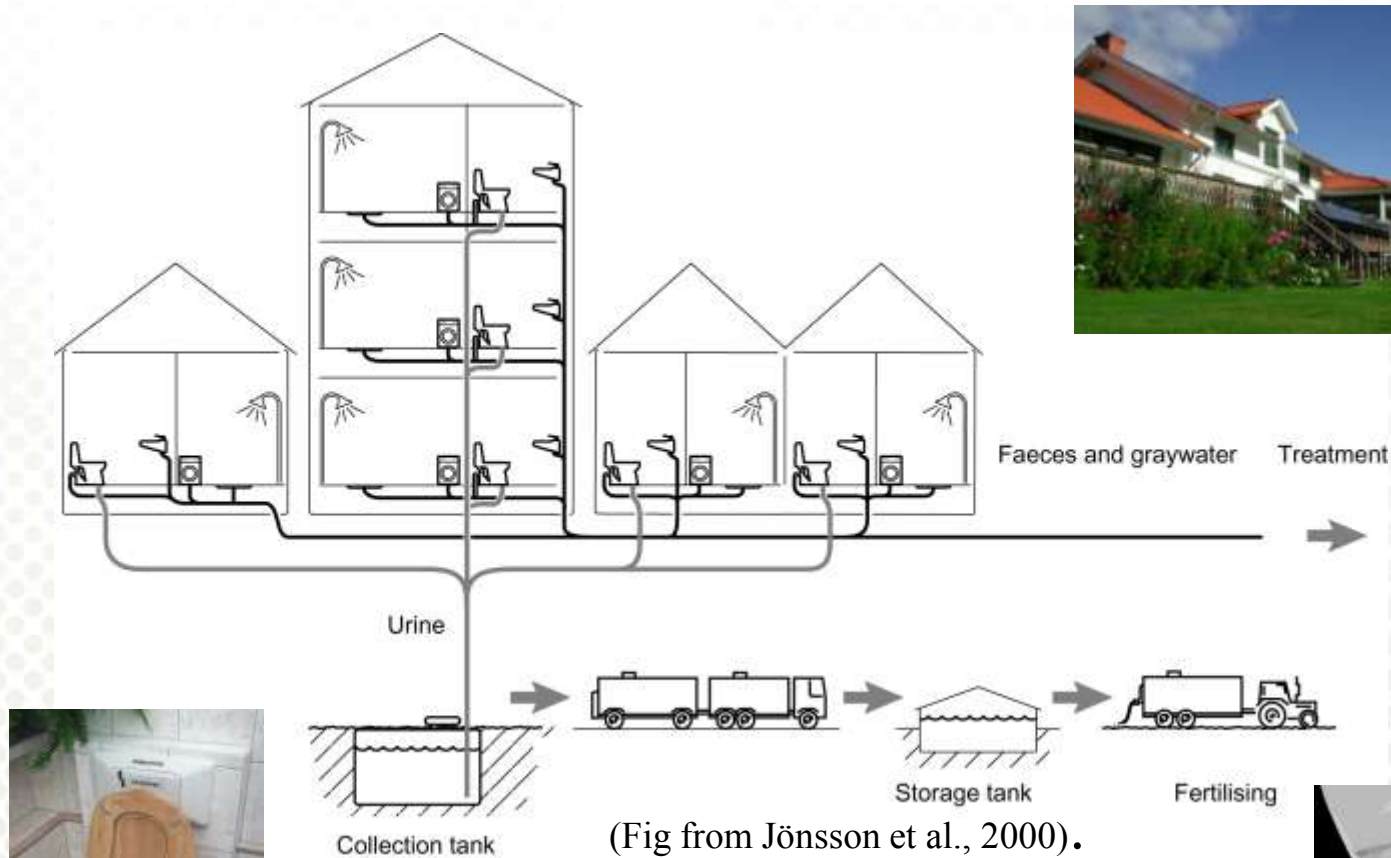 Faeces and graywater Treatment
Urine
Storage tank Fertilising
Collection tank
(Fig from Jönsson et al., 2000).